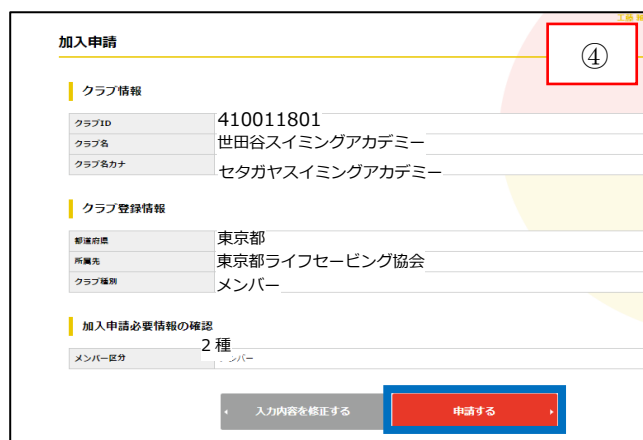 加入申請
④
クラブ情報
クラブID 410011801
クラブ名 世田谷スイミングアカデミー
クラブ名カナ セタガヤスイミングアカデミー
クラブ登録情報
都道府県 東京都
所属先 東京都ライフセービング協会
クラブ種別 メンバー
加入申請必要情報の確認
メンバー区分 2種
入力内容を修正する 申請する